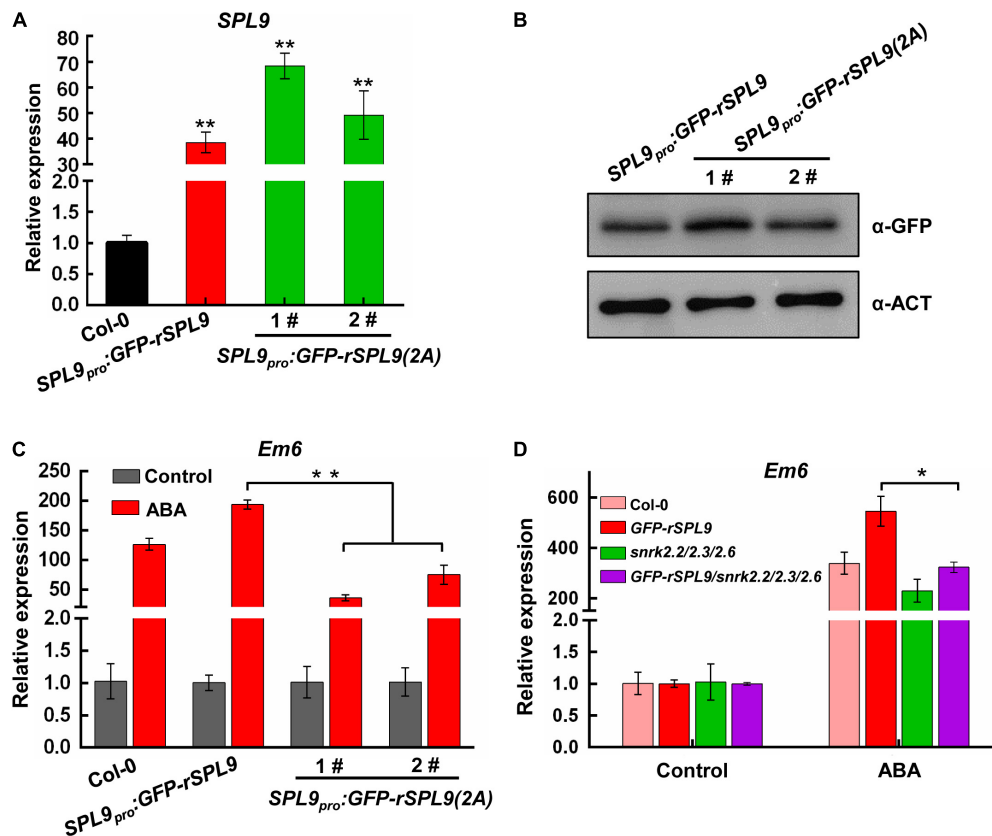 A
SPL9
Relative expression
80
70
60
50
40
30
2.0
1.5
1.0
0.5
0.0
**
**
**
Col-0
SPL9pro:GFP-rSPL9
1 #
2 #
SPL9pro:GFP-rSPL9(2A)
B
SPL9pro:GFP-rSPL9
SPL9pro:GFP-rSPL9(2A)
1 #
2 #
α-GFP
α-ACT
C
Em6
Relative expression
250
200
150
100
50
2.0
1.5
1.0
0.5
0.0
Control
ABA
* *
Col-0
SPL9pro:GFP-rSPL9
1 #
2 #
SPL9pro:GFP-rSPL9(2A)
D
Em6
Relative expression
600
400
200
2.0
1.5
1.0
0.5
0.0
Col-0
GFP-rSPL9
snrk2.2/2.3/2.6
GFP-rSPL9/snrk2.2/2.3/2.6
*
Control
ABA